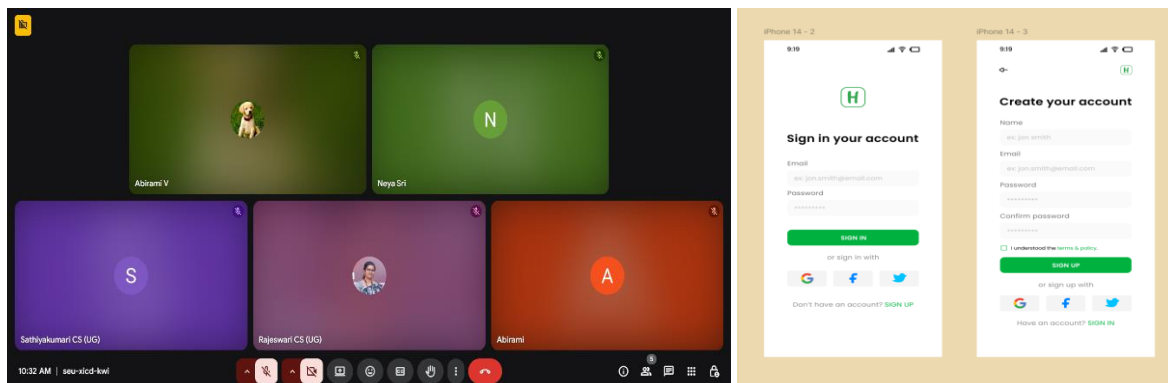 Abirami V
N
Neya Sri
S
Sathiyakumari CS (UG)
Rajeswari CS (UG)
A
Abirami
10:32 AM | seu-xicd-kwi
5
iPhone 14 - 2
9:19
H
Sign in your account
Email
ex: jon.smith@email.com
Password
*********
SIGN IN
or sign in with
Don't have an account? SIGN UP
iPhone 14 - 3
9:19
H
Create your account
Name
ex: jon smith
Email
ex: jon.smith@email.com
Password
*********
Confirm password
*********
I understood the terms & policy.
SIGN UP
or sign up with
Have an account? SIGN IN